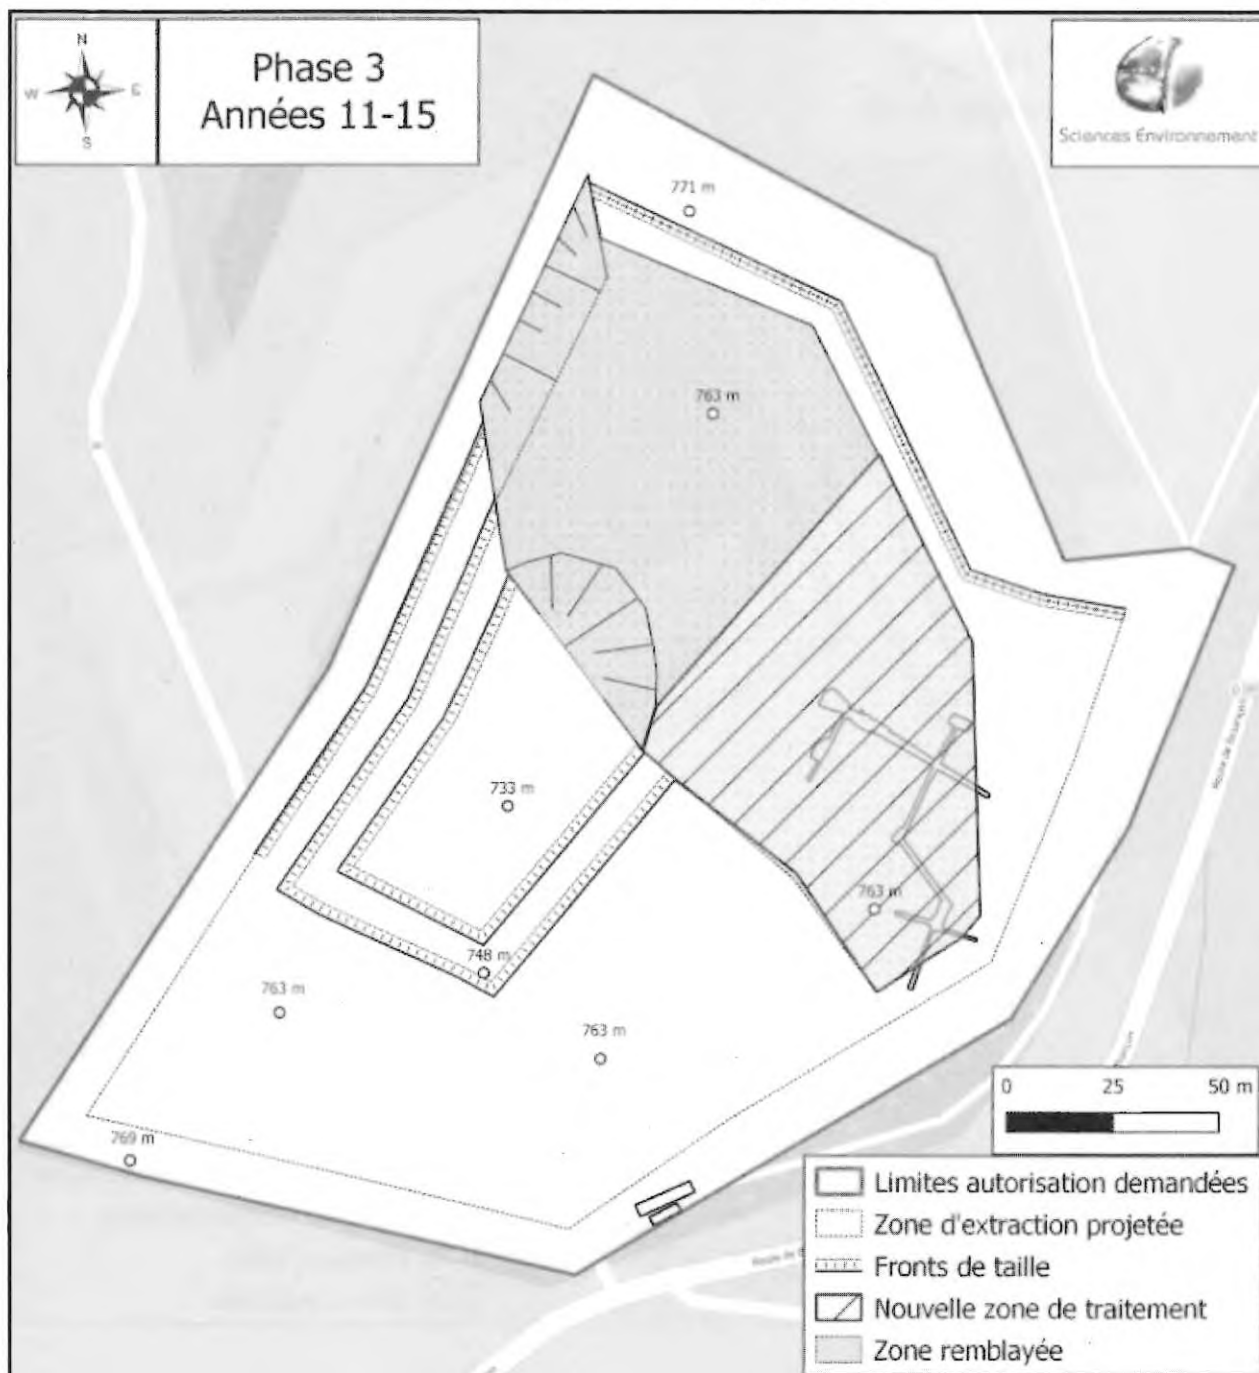 N
W
E
S
Phase 3
Années 11-15
Sciences Environnement
771 m
763 m
733 m
763 m
748 m
763 m
763 m
769 m
0 25 50 m
Limites autorisation demandées
Zone d'extraction projetée
Fronts de taille
Nouvelle zone de traitement
Zone remblayée